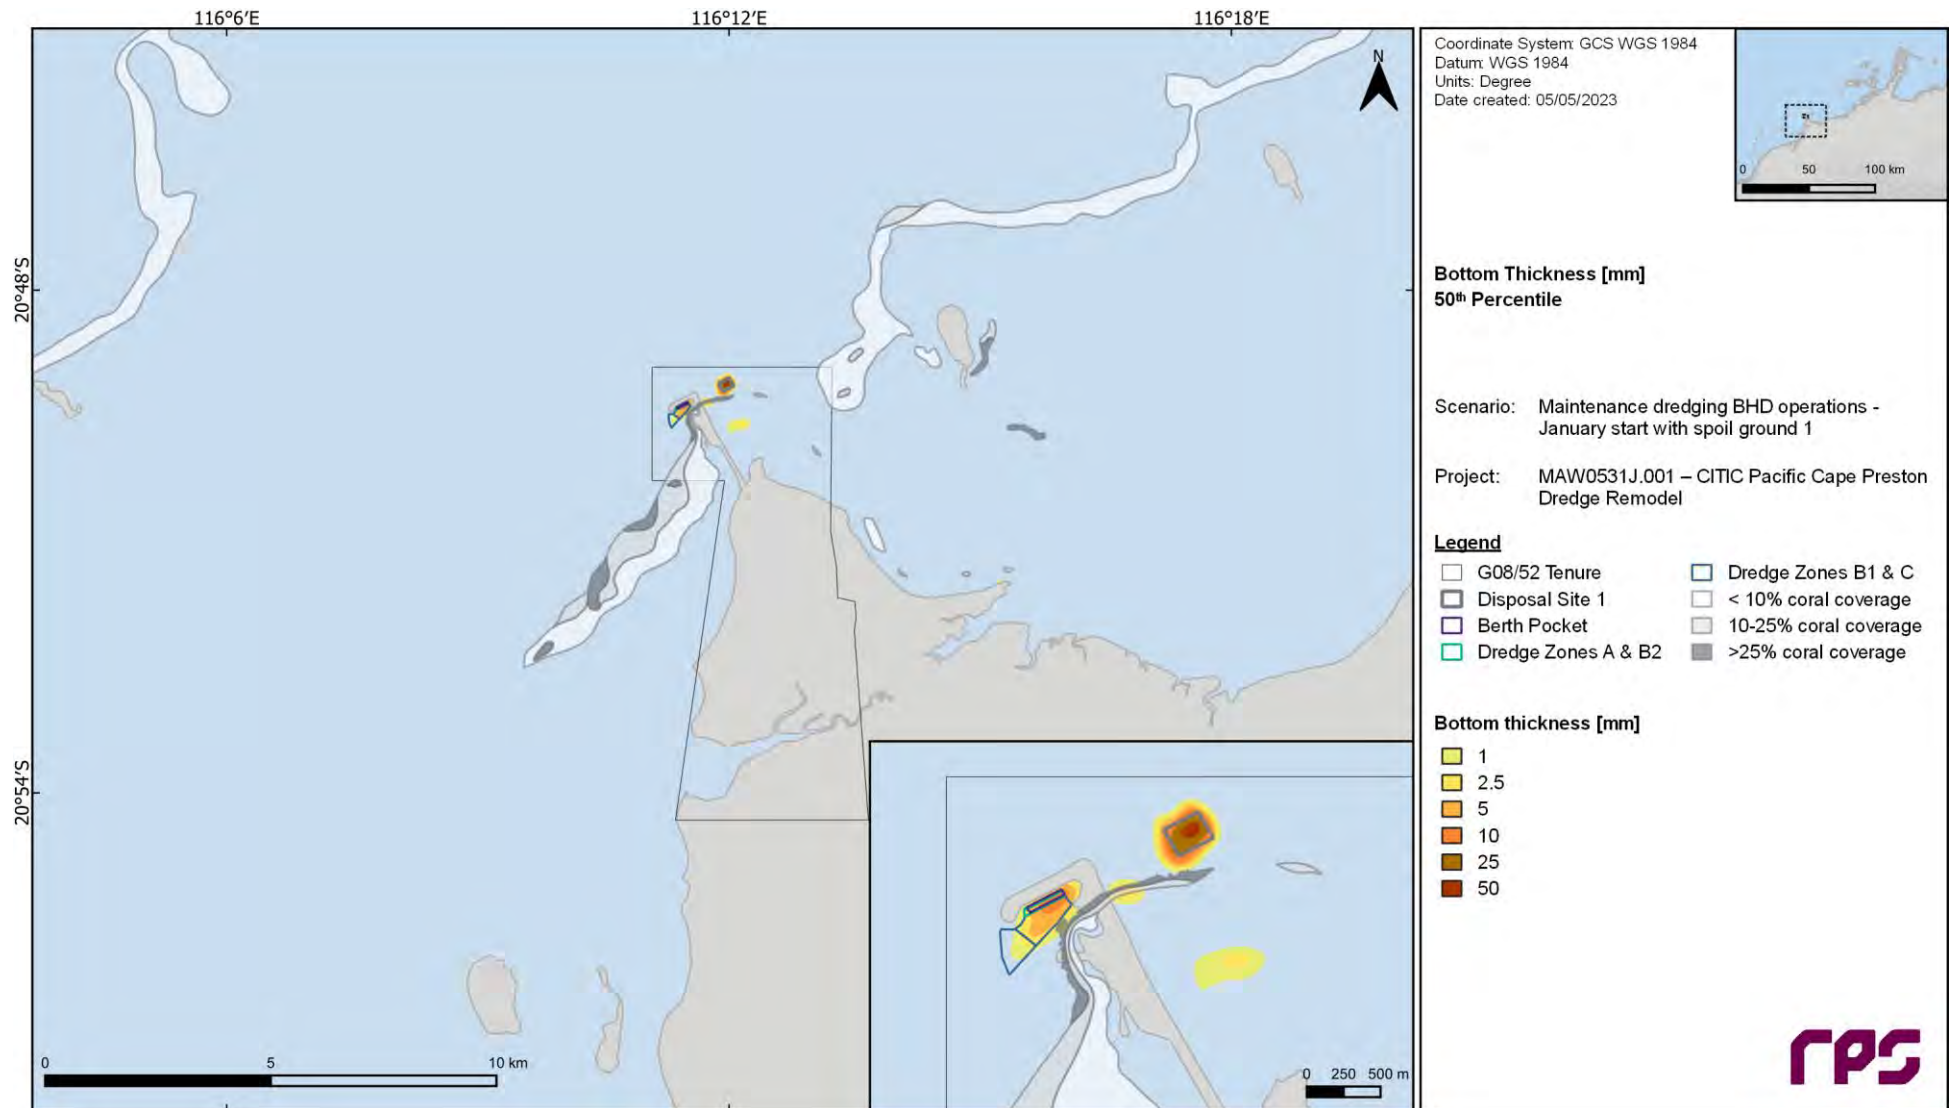 116°6'E
116°12'E
116°18'E
20°48'S
20°54'S
N
0 5 10 km
0 250 500 m
Coordinate System: GCS WGS 1984
Datum: WGS 1984
Units: Degree
Date created: 05/05/2023
0 50 100 km
Bottom Thickness [mm]
50th Percentile
Scenario: Maintenance dredging BHD operations -
January start with spoil ground 1
Project: MAW0531J.001 – CITIC Pacific Cape Preston
Dredge Remodel
Legend
G08/52 Tenure
Disposal Site 1
Berth Pocket
Dredge Zones A & B2
Dredge Zones B1 & C
< 10% coral coverage
10-25% coral coverage
>25% coral coverage
Bottom thickness [mm]
1
2.5
5
10
25
50
rps